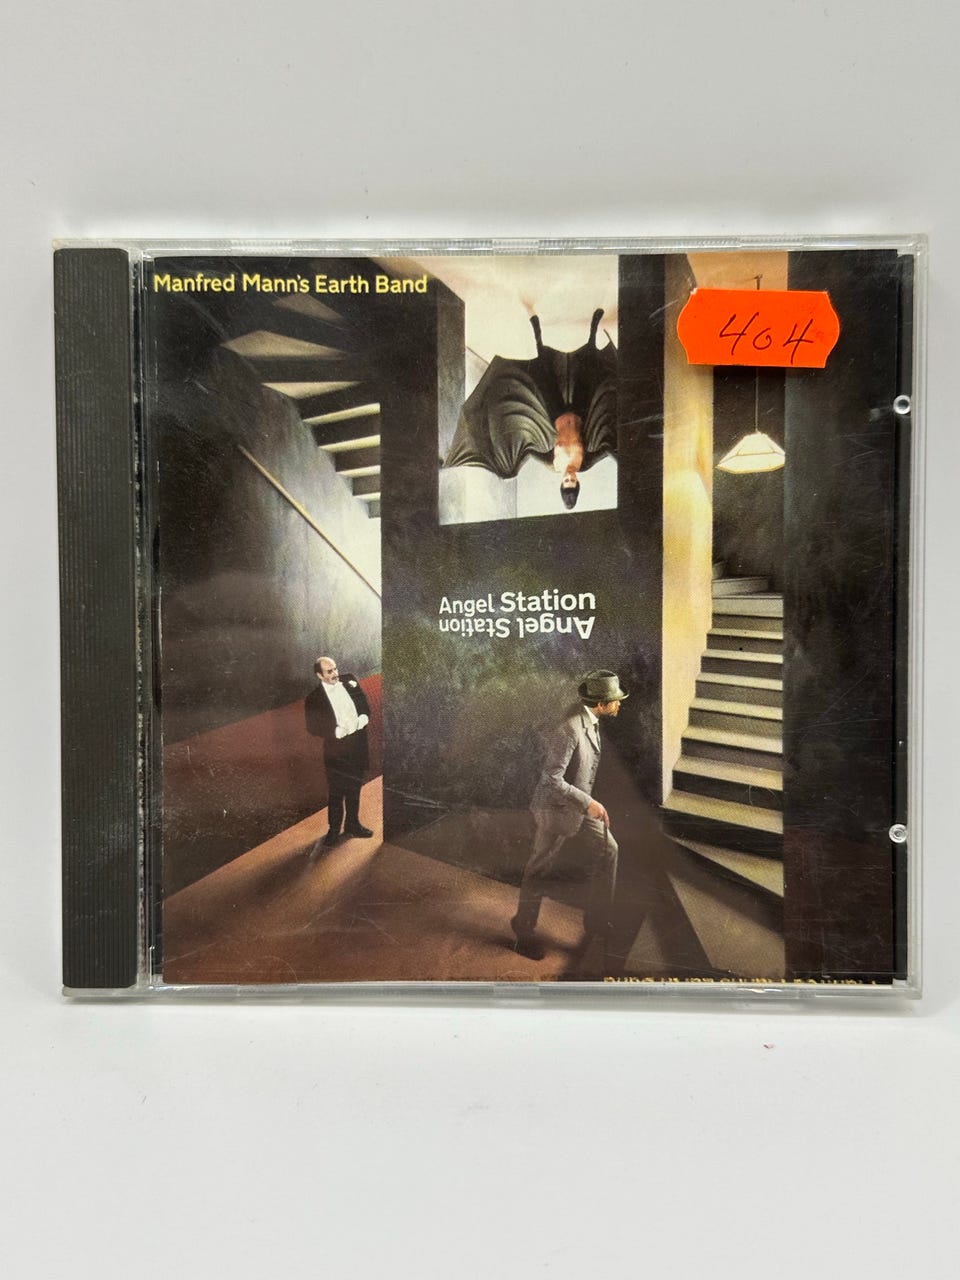 Manfred Mann's Earth Band
404
Angel Station
Angel Station